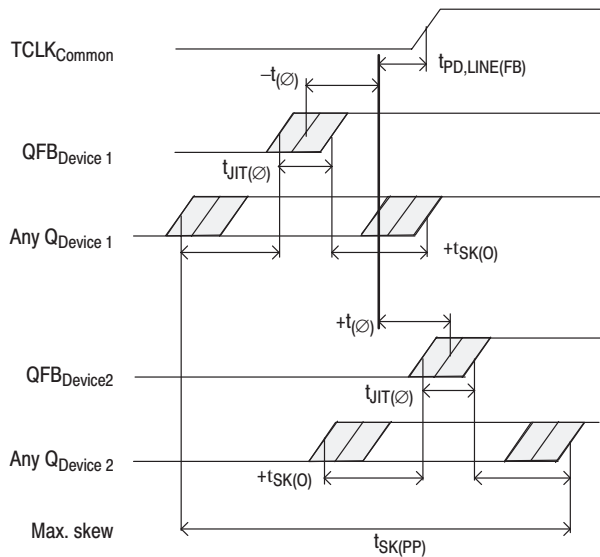 TCLKCommon
tPD,LINE(FB)
–t(∅)
QFBDevice 1
tJIT(∅)
Any QDevice 1
+tSK(O)
+t(∅)
QFBDevice2
tJIT(∅)
Any QDevice 2
+tSK(O)
Max. skew
tSK(PP)